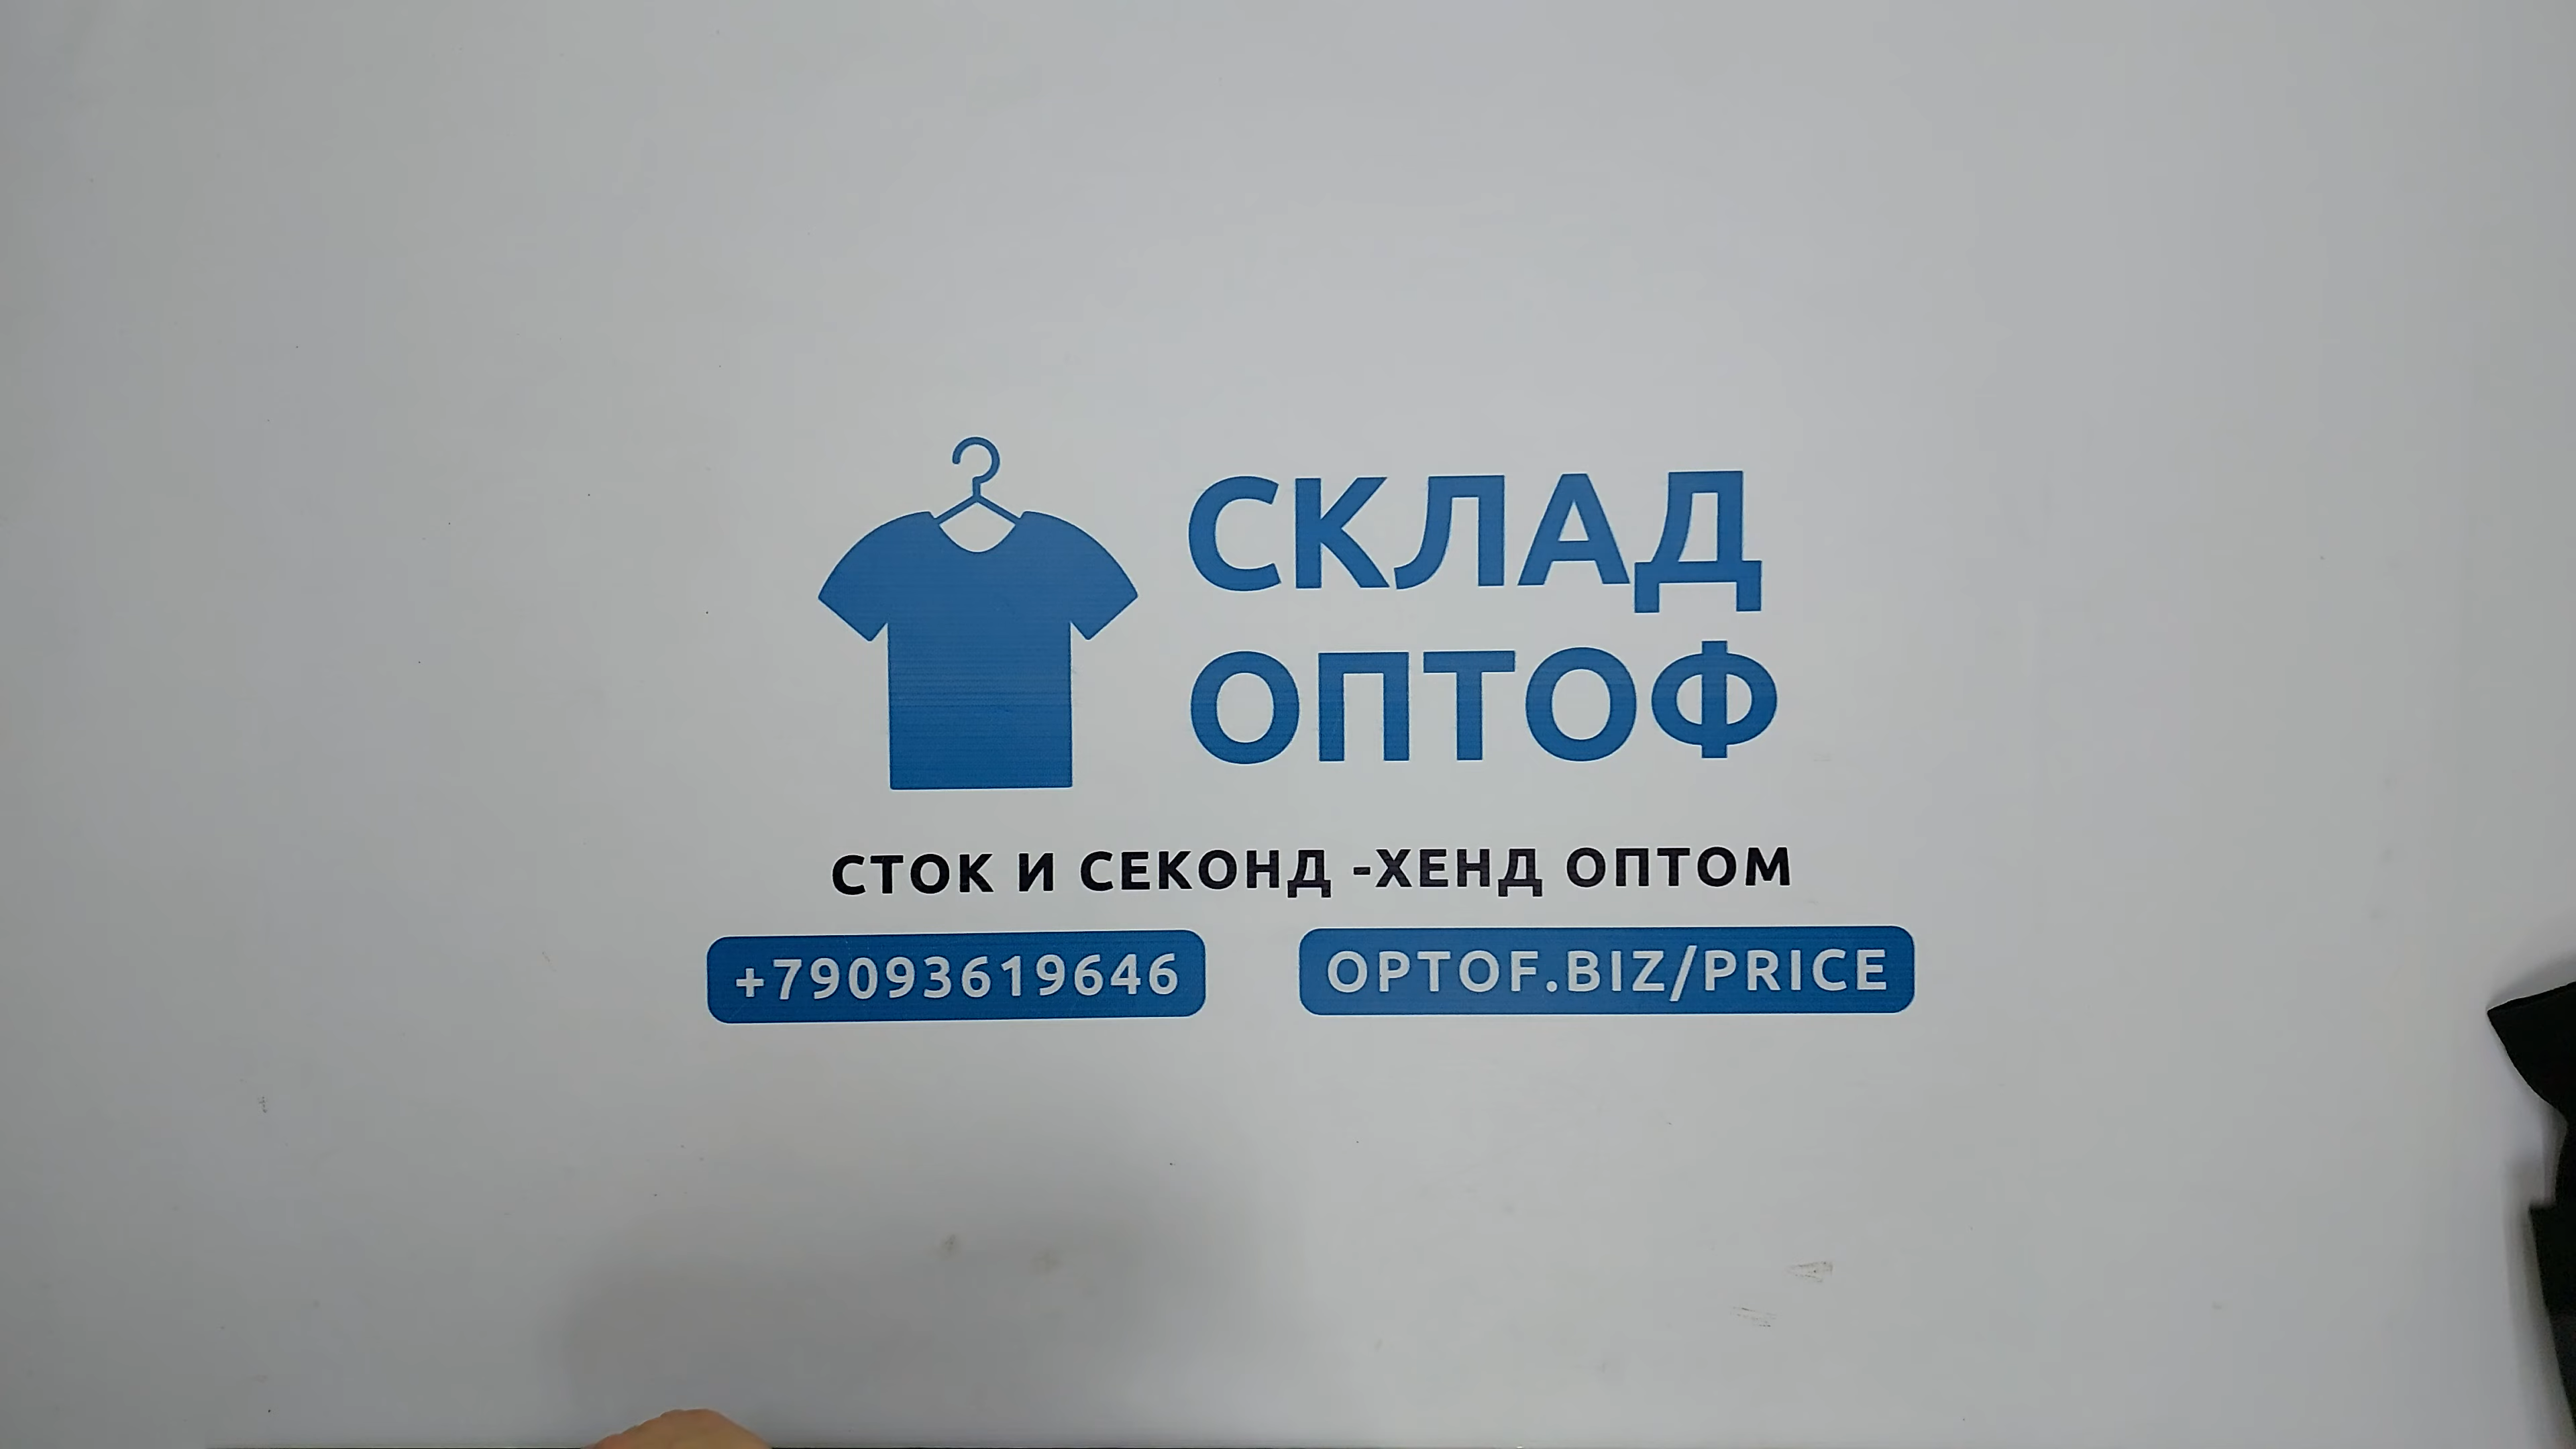 СКЛАД
ОПТОФ
СТОК И СЕКОНД -ХЕНД ОПТОМ
+79093619646
OPTOF.BIZ/PRICE